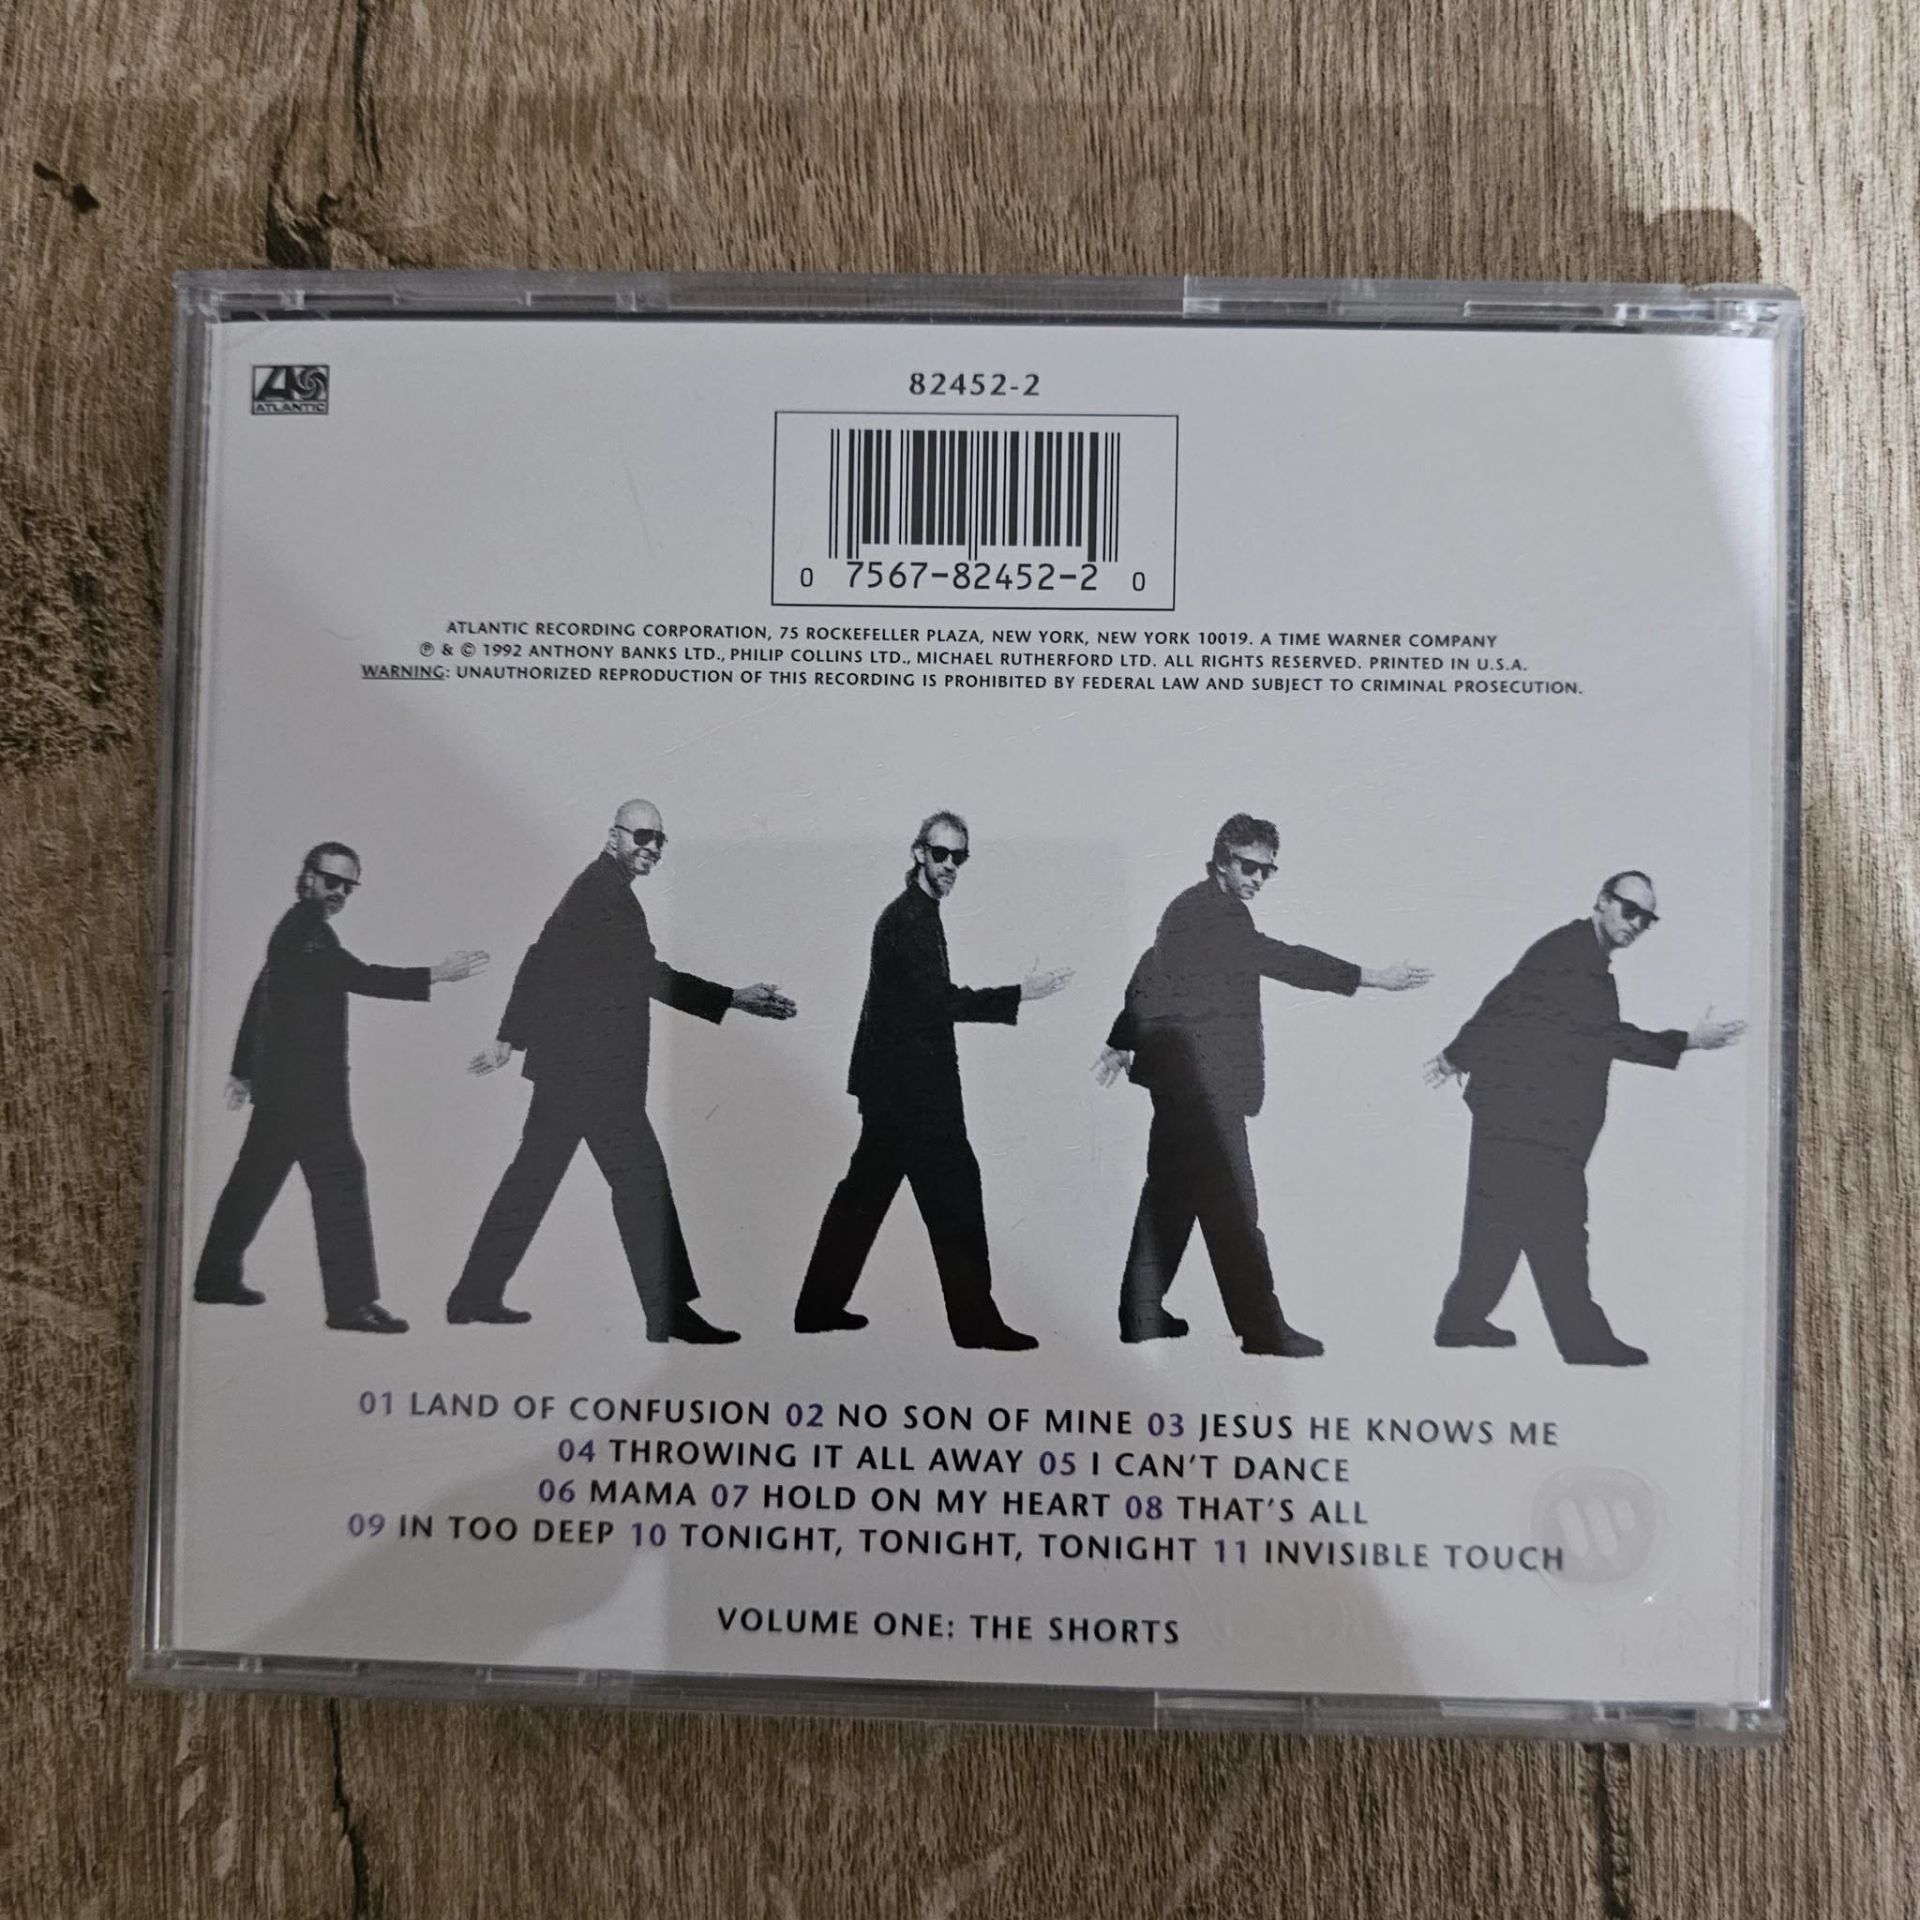 ATLANTIC
82452-2
0 7567-82452-2 0
ATLANTIC RECORDING CORPORATION, 75 ROCKEFELLER PLAZA, NEW YORK, NEW YORK 10019. A TIME WARNER COMPANY
℗ & © 1992 ANTHONY BANKS LTD., PHILIP COLLINS LTD., MICHAEL RUTHERFORD LTD. ALL RIGHTS RESERVED. PRINTED IN U.S.A.
WARNING: UNAUTHORIZED REPRODUCTION OF THIS RECORDING IS PROHIBITED BY FEDERAL LAW AND SUBJECT TO CRIMINAL PROSECUTION.
01 LAND OF CONFUSION 02 NO SON OF MINE 03 JESUS HE KNOWS ME
04 THROWING IT ALL AWAY 05 I CAN'T DANCE
06 MAMA 07 HOLD ON MY HEART 08 THAT'S ALL
09 IN TOO DEEP 10 TONIGHT, TONIGHT, TONIGHT 11 INVISIBLE TOUCH
VOLUME ONE: THE SHORTS